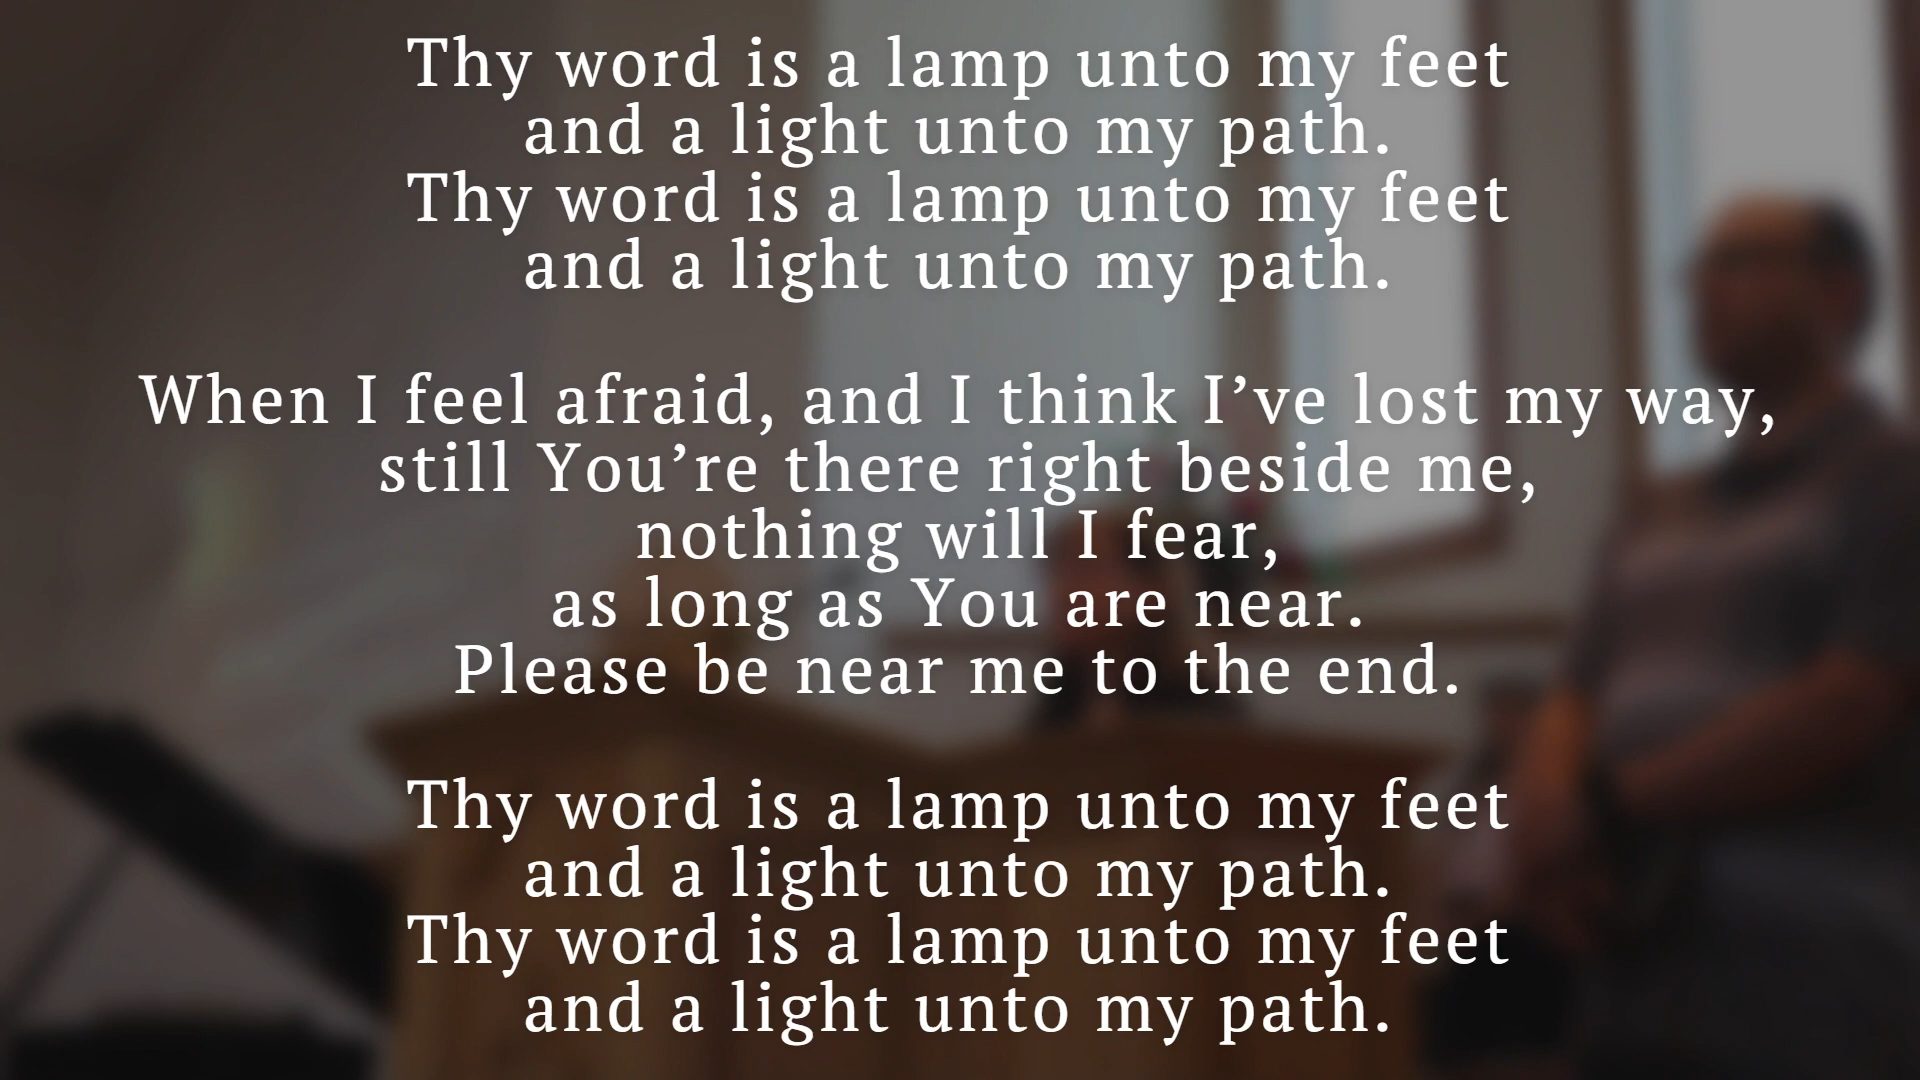 Thy word is a lamp unto my feet
and a light unto my path.
Thy word is a lamp unto my feet
and a light unto my path.
When I feel afraid, and I think I’ve lost my way,
still You’re there right beside me,
nothing will I fear,
as long as You are near.
Please be near me to the end.
Thy word is a lamp unto my feet
and a light unto my path.
Thy word is a lamp unto my feet
and a light unto my path.